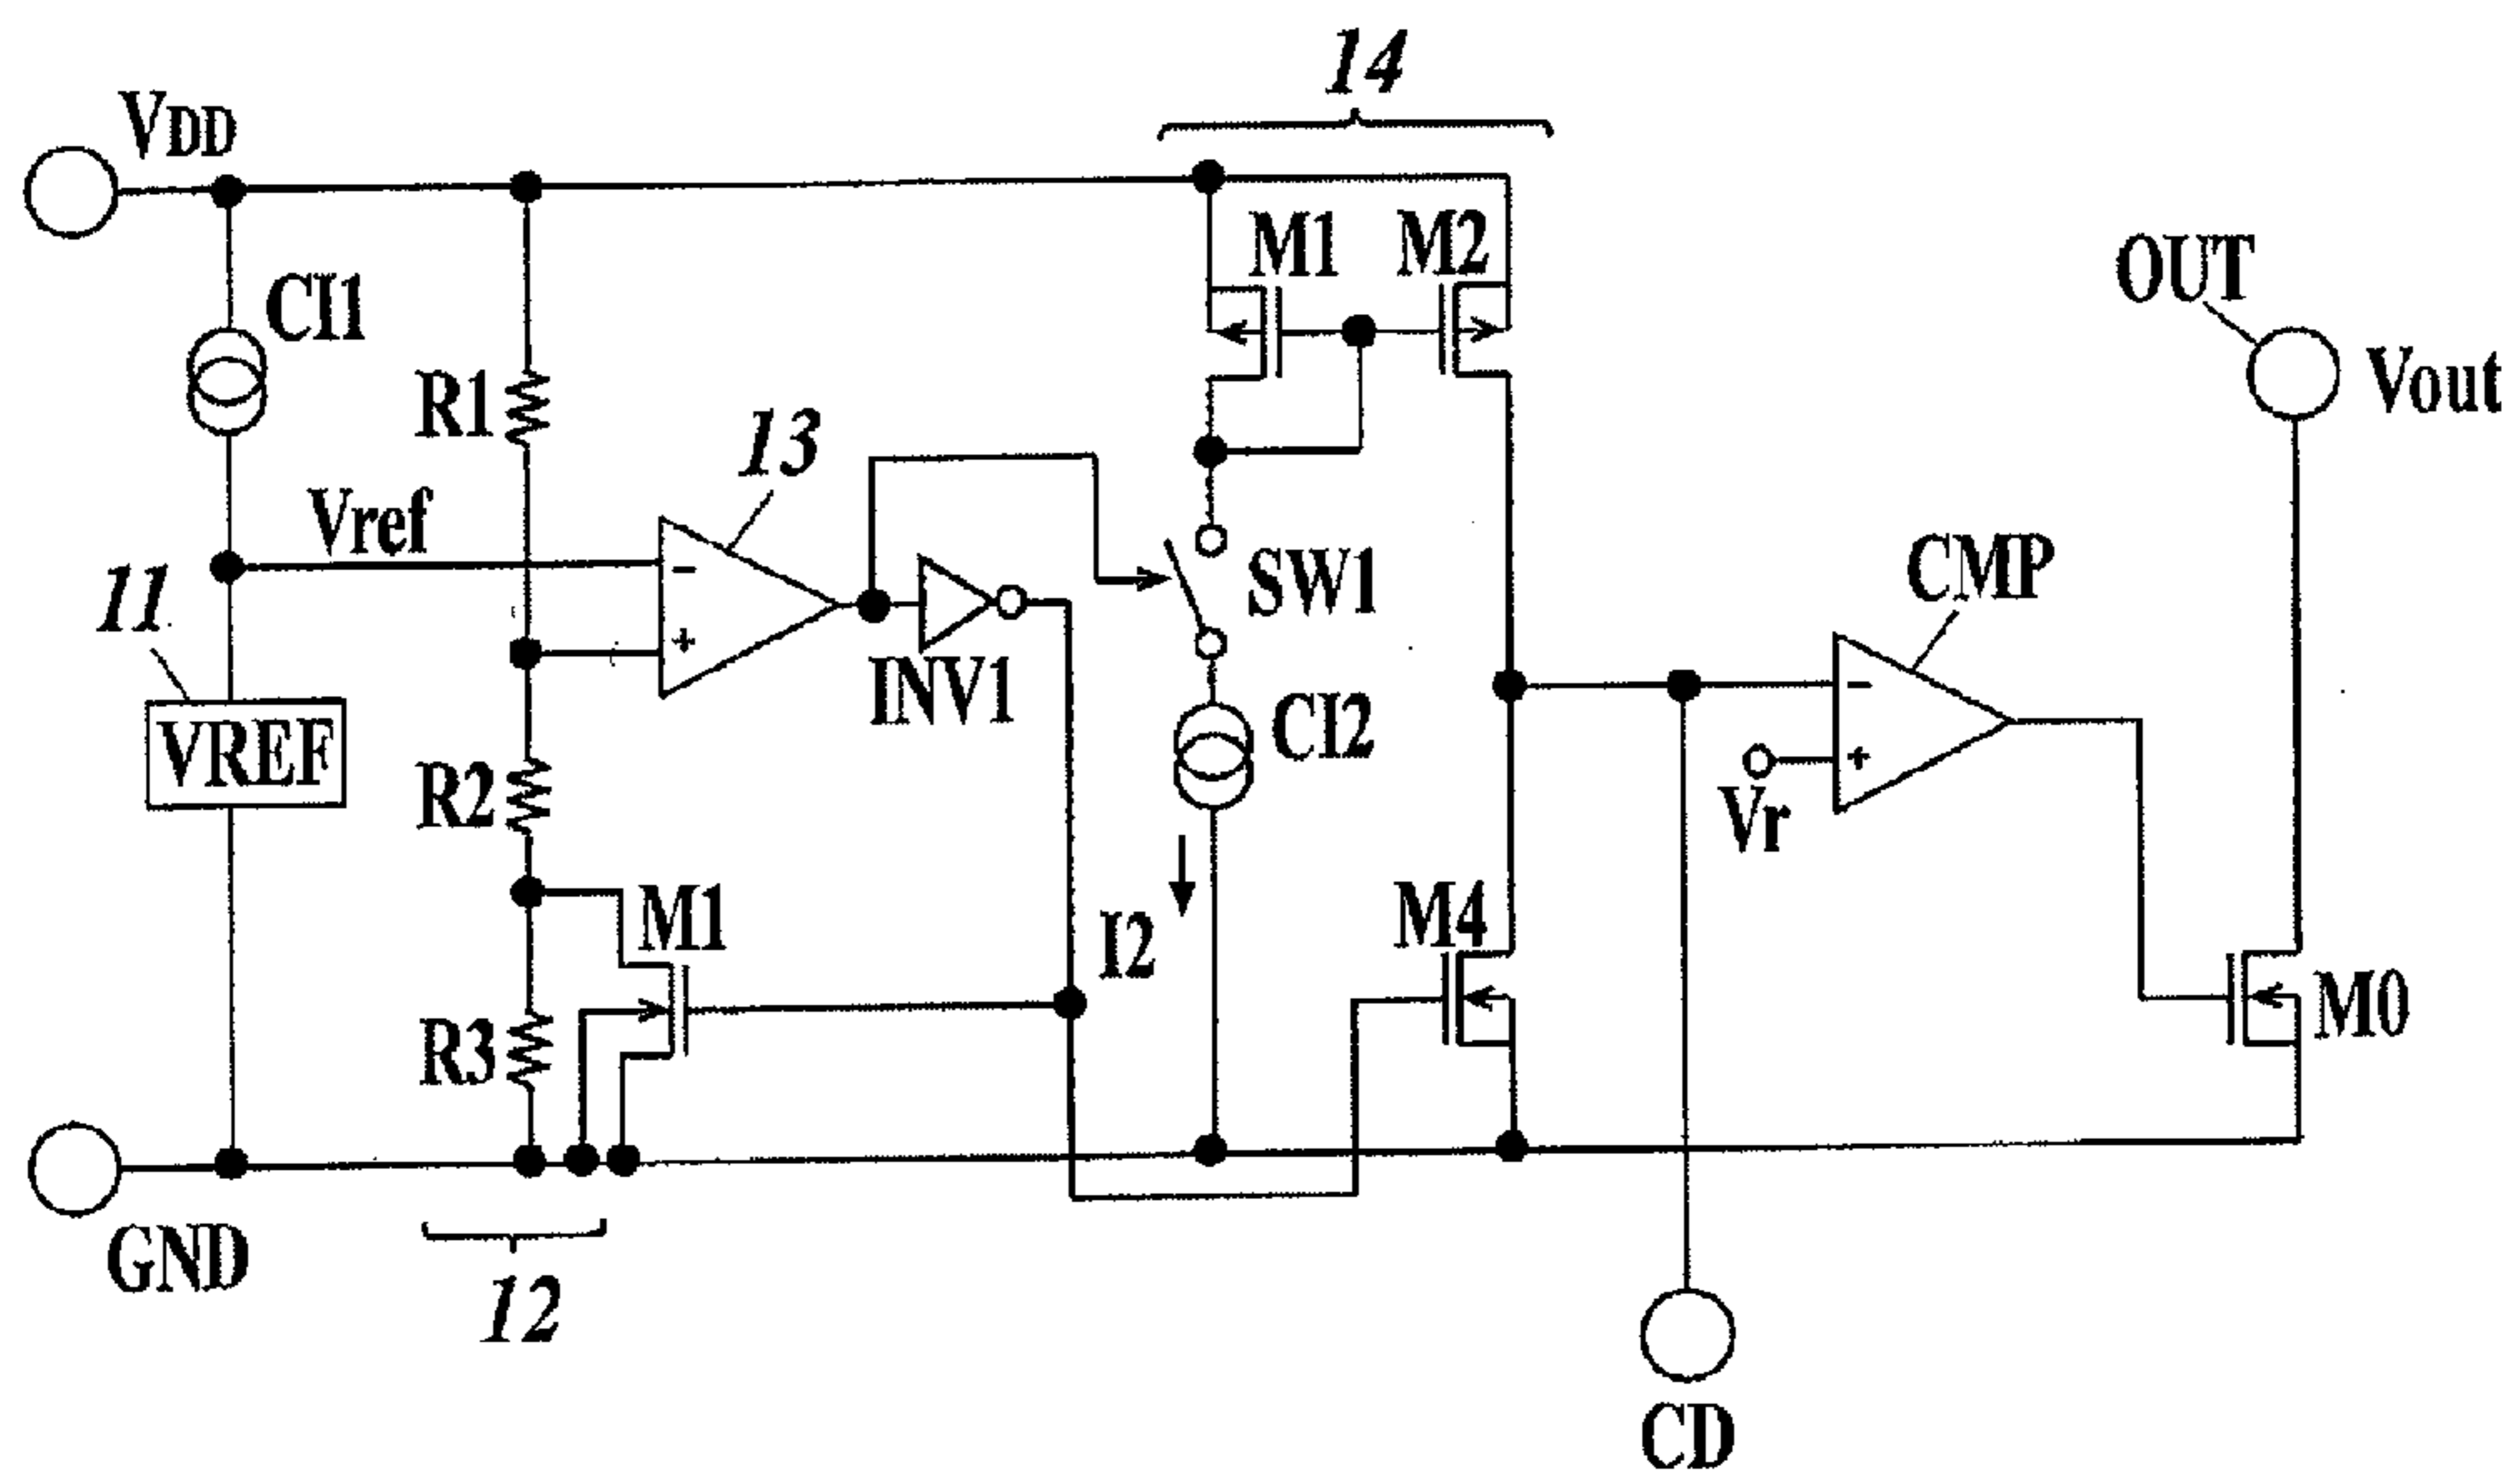 14
VDD
M1
M2
OUT
CI1
Vout
R1
13
Vref
-
+
11
SW1
CMP
INV1
VREF
CI2
-
+
R2
Vr
M1
M4
I2
M0
R3
GND
12
CD